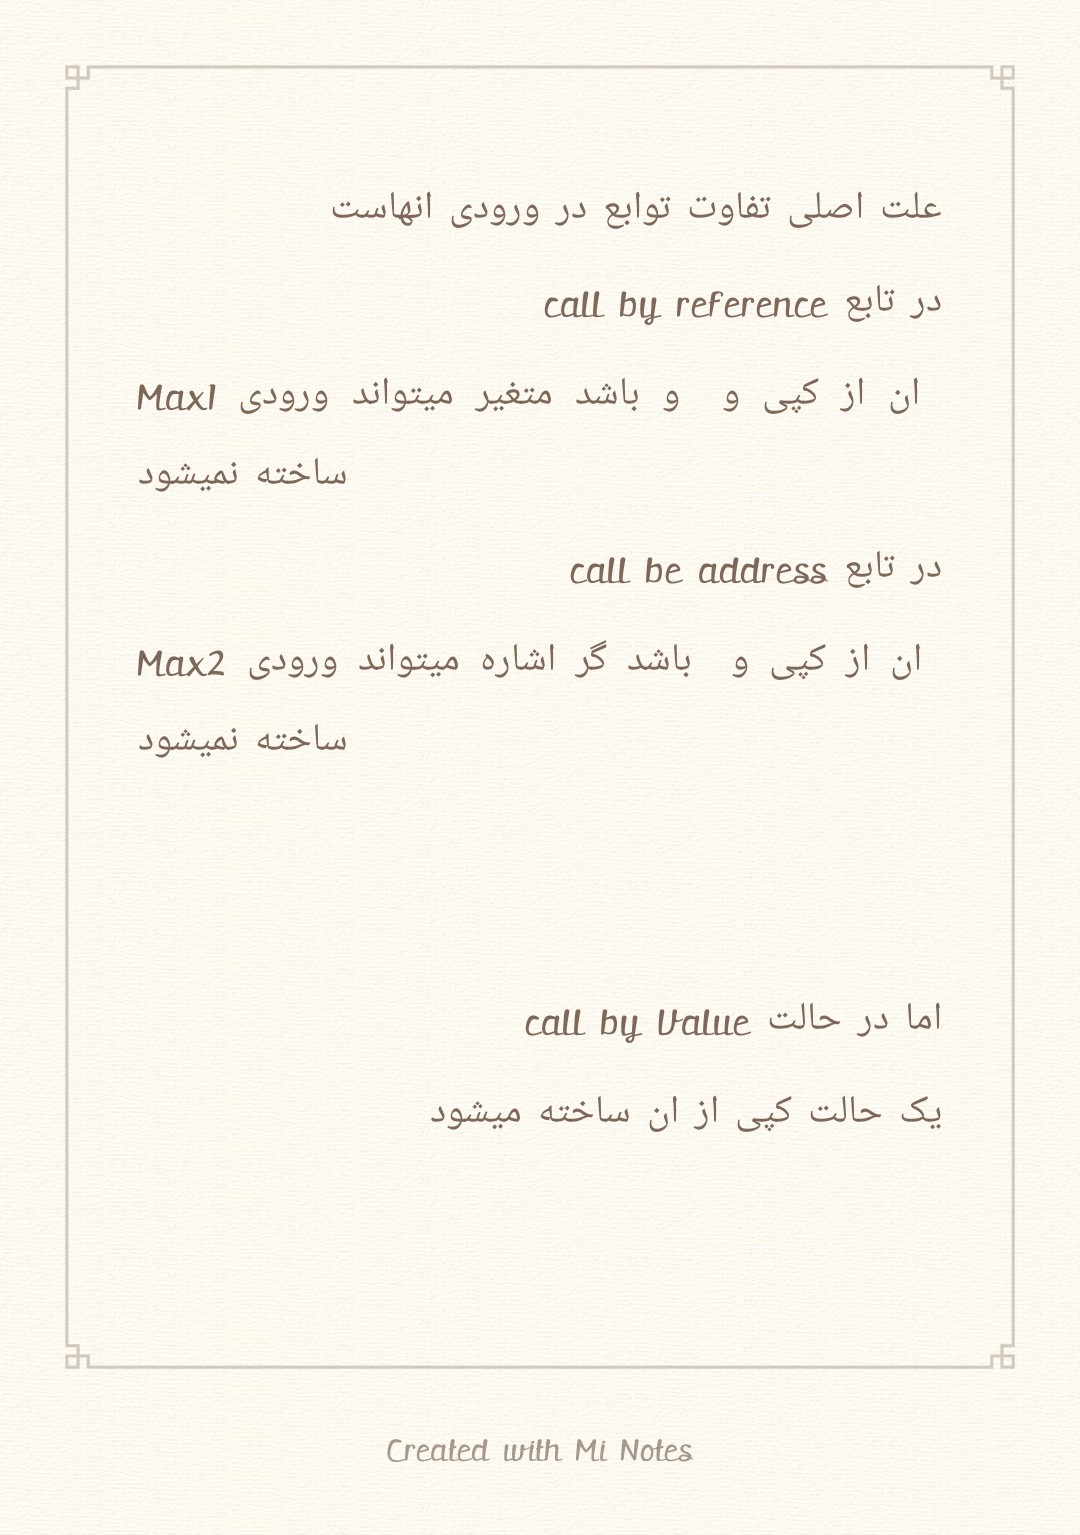 علت اصلی تفاوت توابع در ورودی انهاست
در تابع call by reference
Max1 ورودی میتواند متغیر باشد و و کپی از ان
ساخته نمیشود
در تابع call be address
Max2 ورودی میتواند اشاره گر باشد و کپی از ان
ساخته نمیشود
اما در حالت call by Value
یک حالت کپی از ان ساخته میشود
Created with Mi Notes